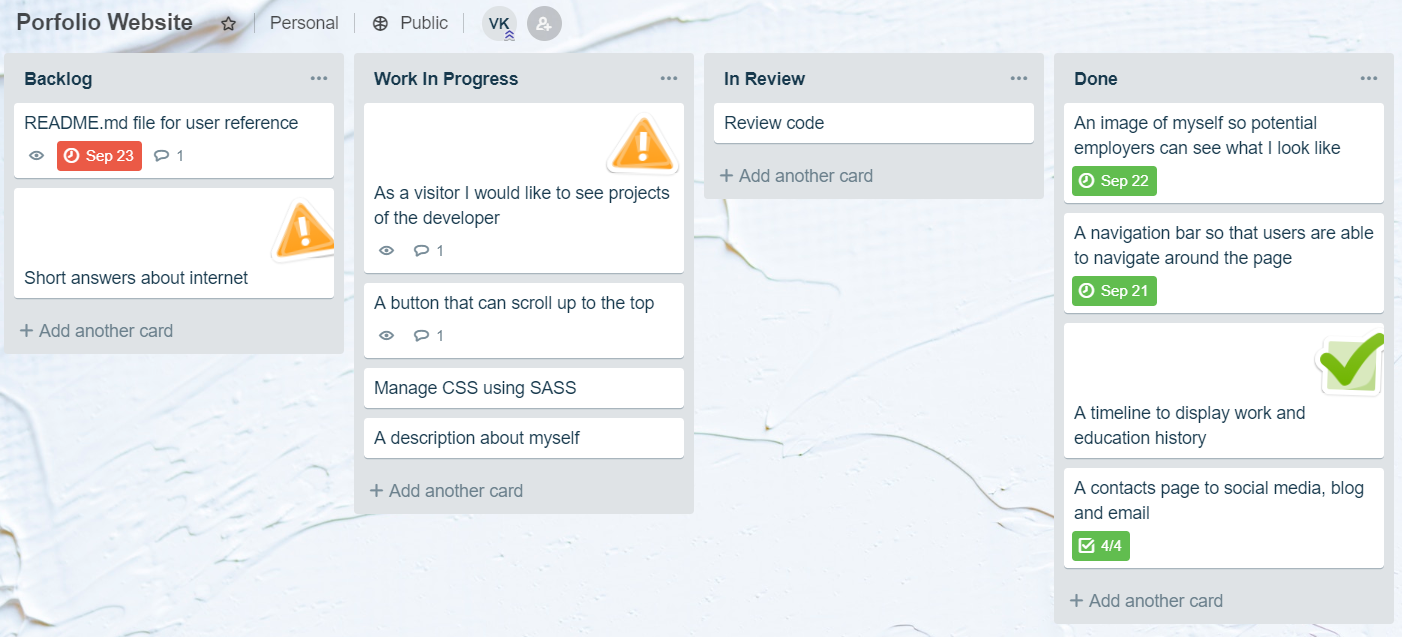 Porfolio Website
Personal
Public
VK
Backlog
README.md file for user reference
Sep 23
1
Short answers about internet
+ Add another card
Work In Progress
As a visitor I would like to see projects
of the developer
1
A button that can scroll up to the top
1
Manage CSS using SASS
A description about myself
+ Add another card
In Review
Review code
+ Add another card
Done
An image of myself so potential
employers can see what I look like
Sep 22
A navigation bar so that users are able
to navigate around the page
Sep 21
A timeline to display work and
education history
A contacts page to social media, blog
and email
4/4
+ Add another card